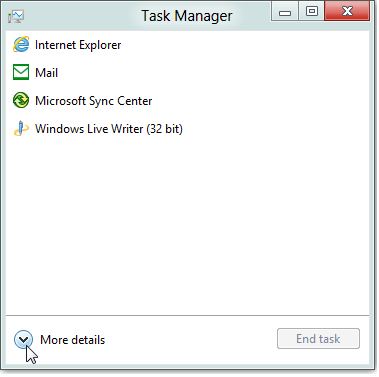 Task Manager
Internet Explorer
Mail
Microsoft Sync Center
Windows Live Writer (32 bit)
More details
End task